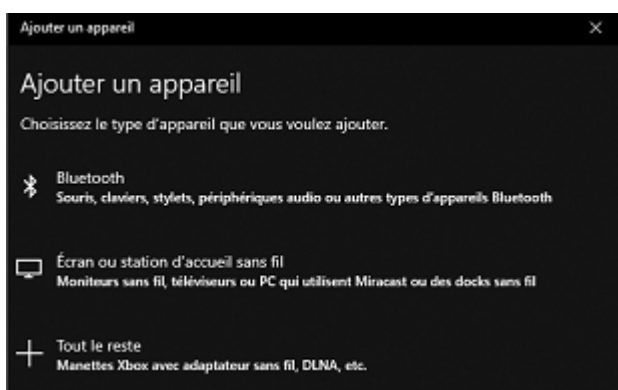 Ajouter un appareil
Ajouter un appareil
Choisissez le type d'appareil que vous voulez ajouter.
Bluetooth
Souris, claviers, stylets, périphériques audio ou autres types d'appareils Bluetooth
Écran ou station d'accueil sans fil
Moniteurs sans fil, téléviseurs ou PC qui utilisent Miracast ou des docks sans fil
Tout le reste
Manettes Xbox avec adaptateur sans fil, DLNA, etc.